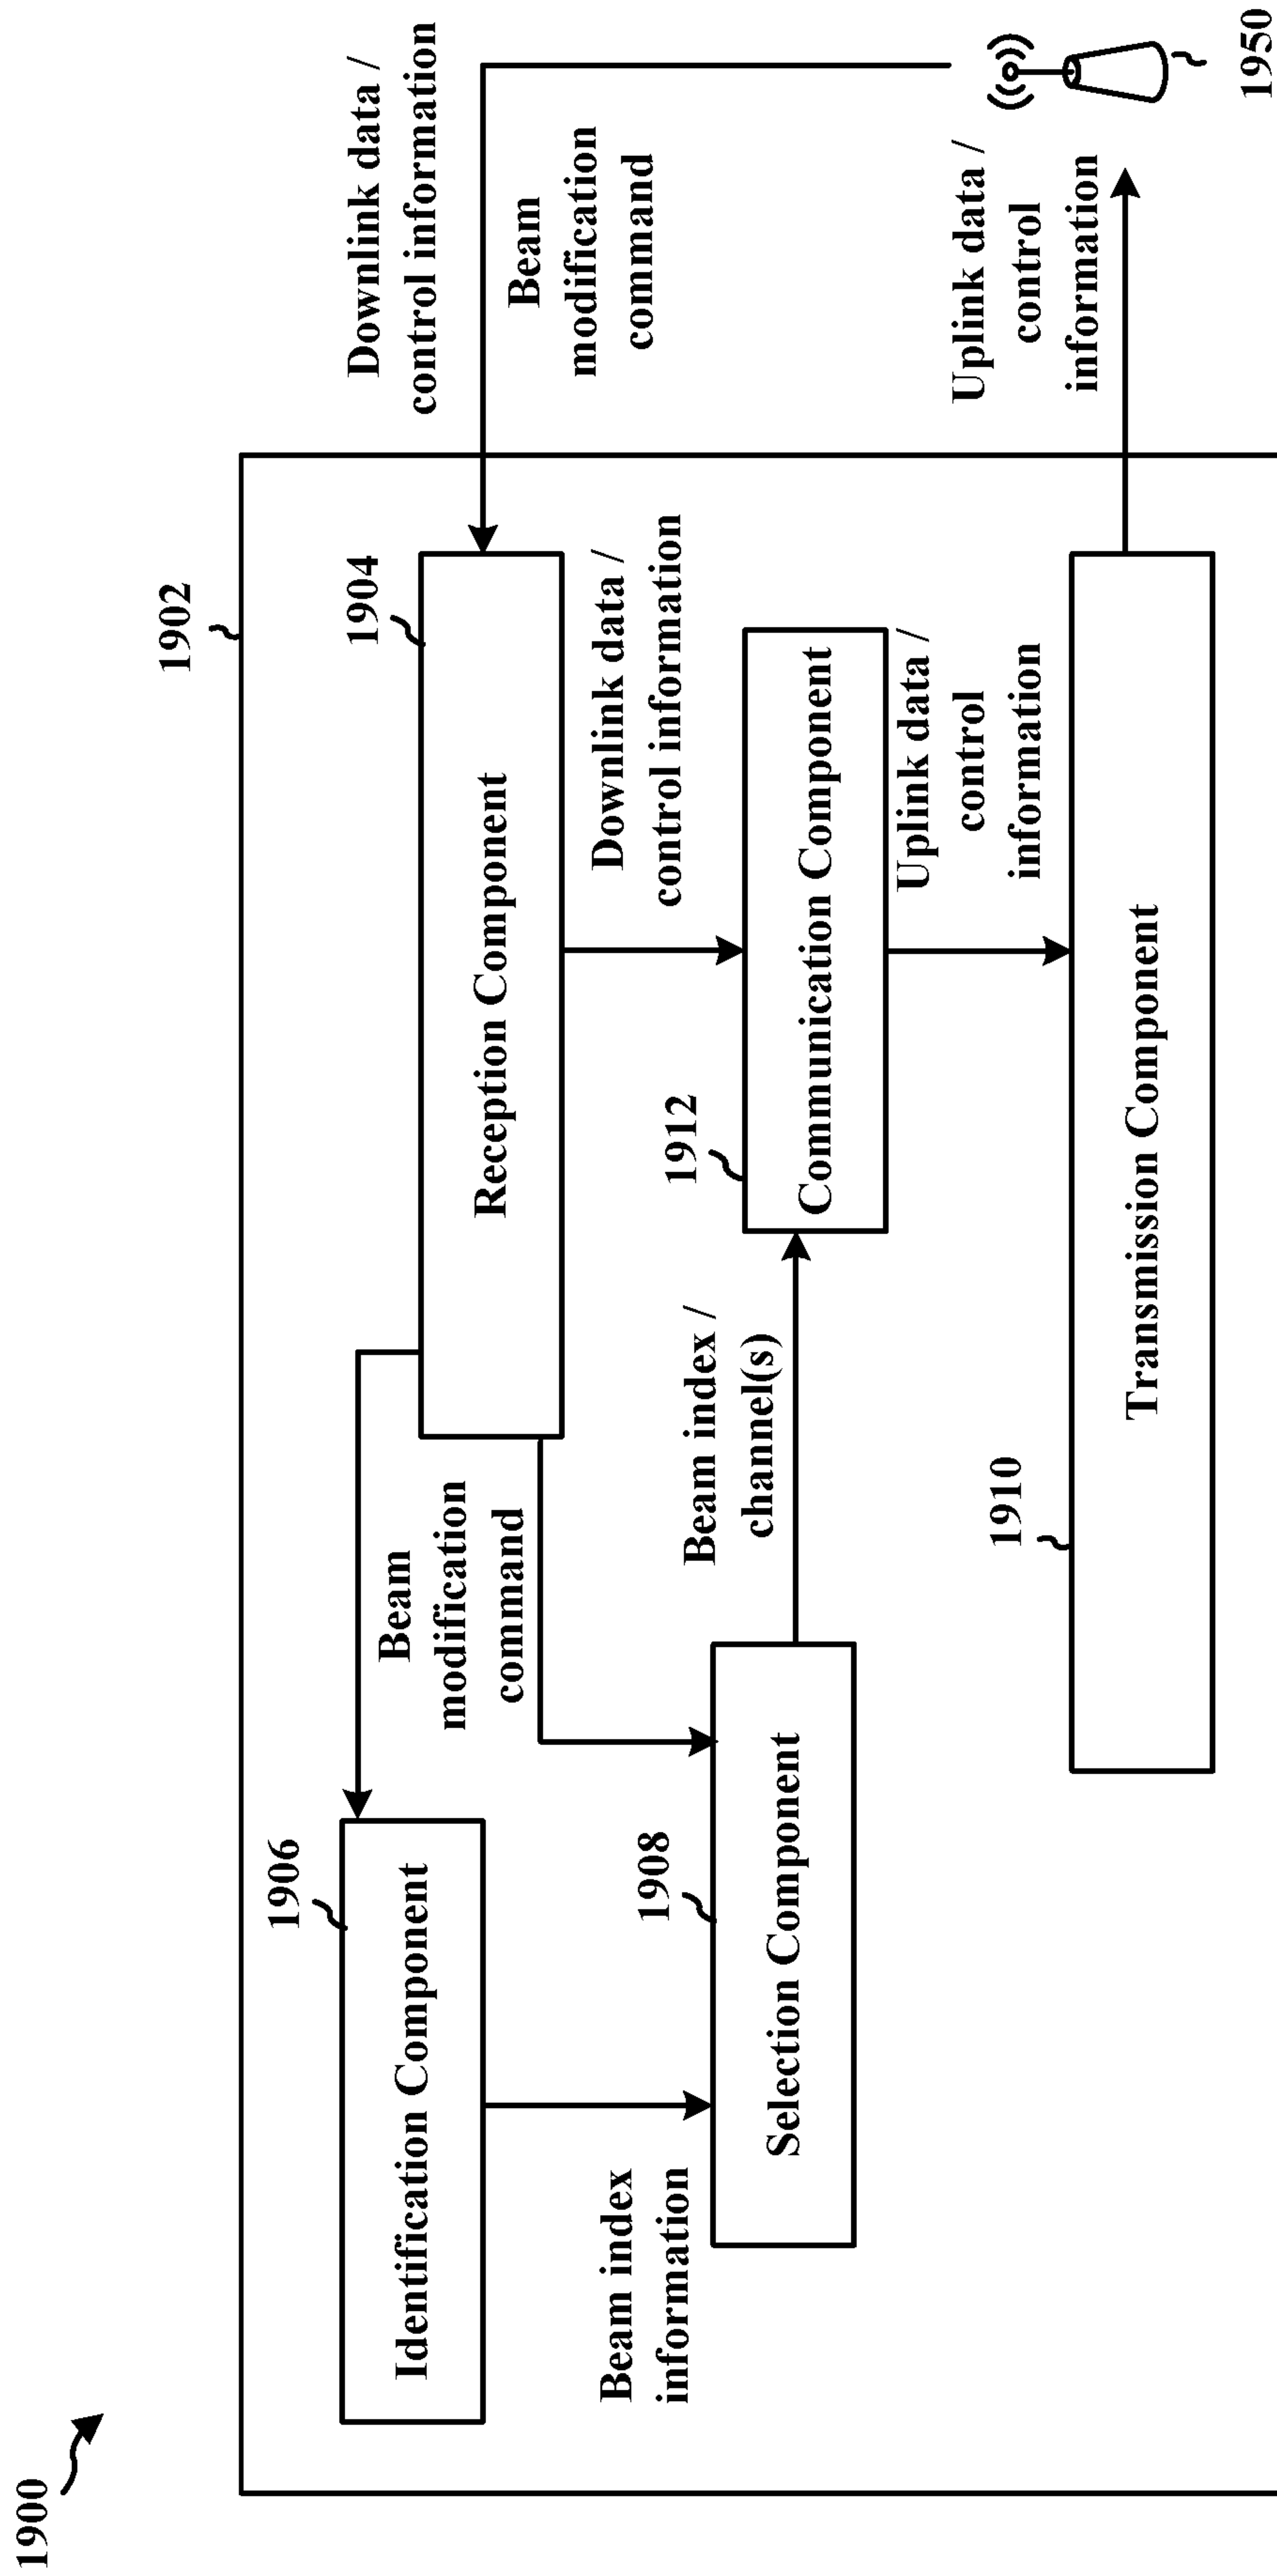 1900
1902
1906
Identification Component
Beam index
information
1908
Selection Component
Beam
modification
command
1904
Reception Component
Downlink data /
control information
Beam
modification
command
Downlink data /
control information
Beam index /
channel(s)
1912
Communication Component
Uplink data /
control
information
1910
Transmission Component
Uplink data /
control
information
1950